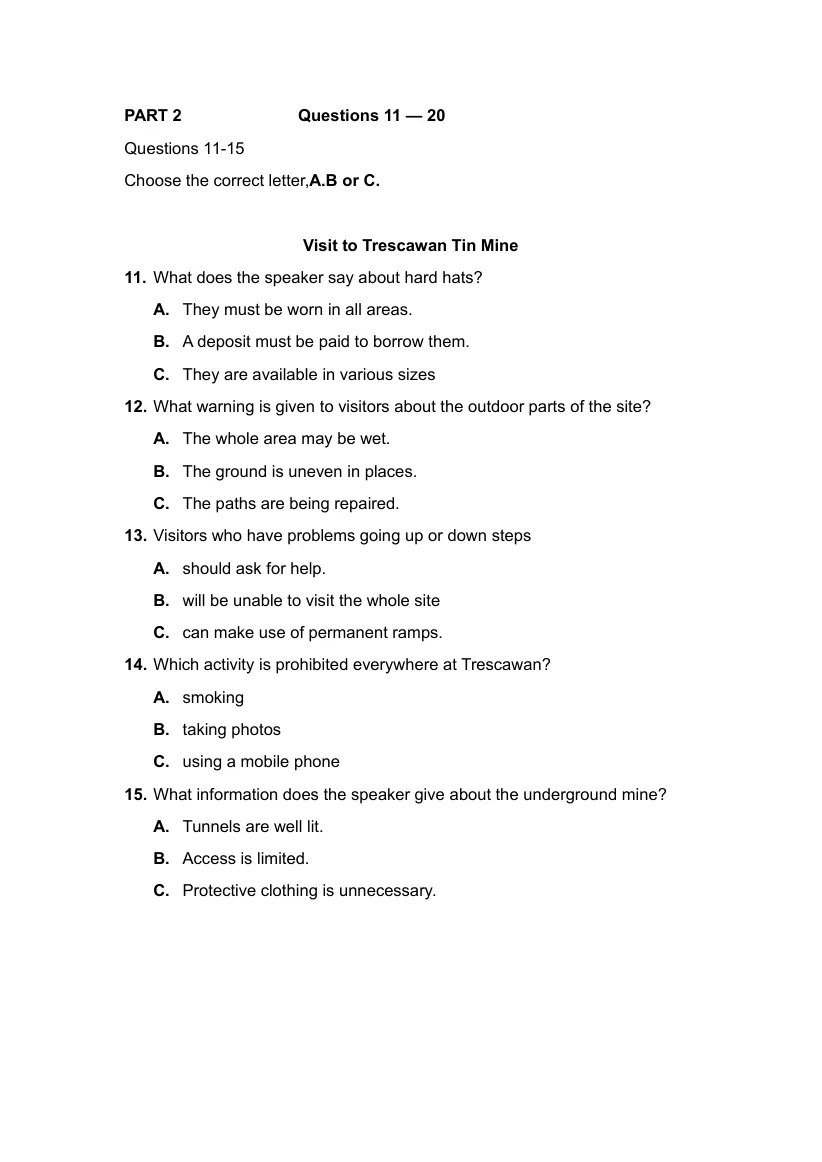 PART 2 Questions 11 — 20
Questions 11-15
Choose the correct letter,A.B or C.
Visit to Trescawan Tin Mine
11. What does the speaker say about hard hats?
A. They must be worn in all areas.
B. A deposit must be paid to borrow them.
C. They are available in various sizes
12. What warning is given to visitors about the outdoor parts of the site?
A. The whole area may be wet.
B. The ground is uneven in places.
C. The paths are being repaired.
13. Visitors who have problems going up or down steps
A. should ask for help.
B. will be unable to visit the whole site
C. can make use of permanent ramps.
14. Which activity is prohibited everywhere at Trescawan?
A. smoking
B. taking photos
C. using a mobile phone
15. What information does the speaker give about the underground mine?
A. Tunnels are well lit.
B. Access is limited.
C. Protective clothing is unnecessary.